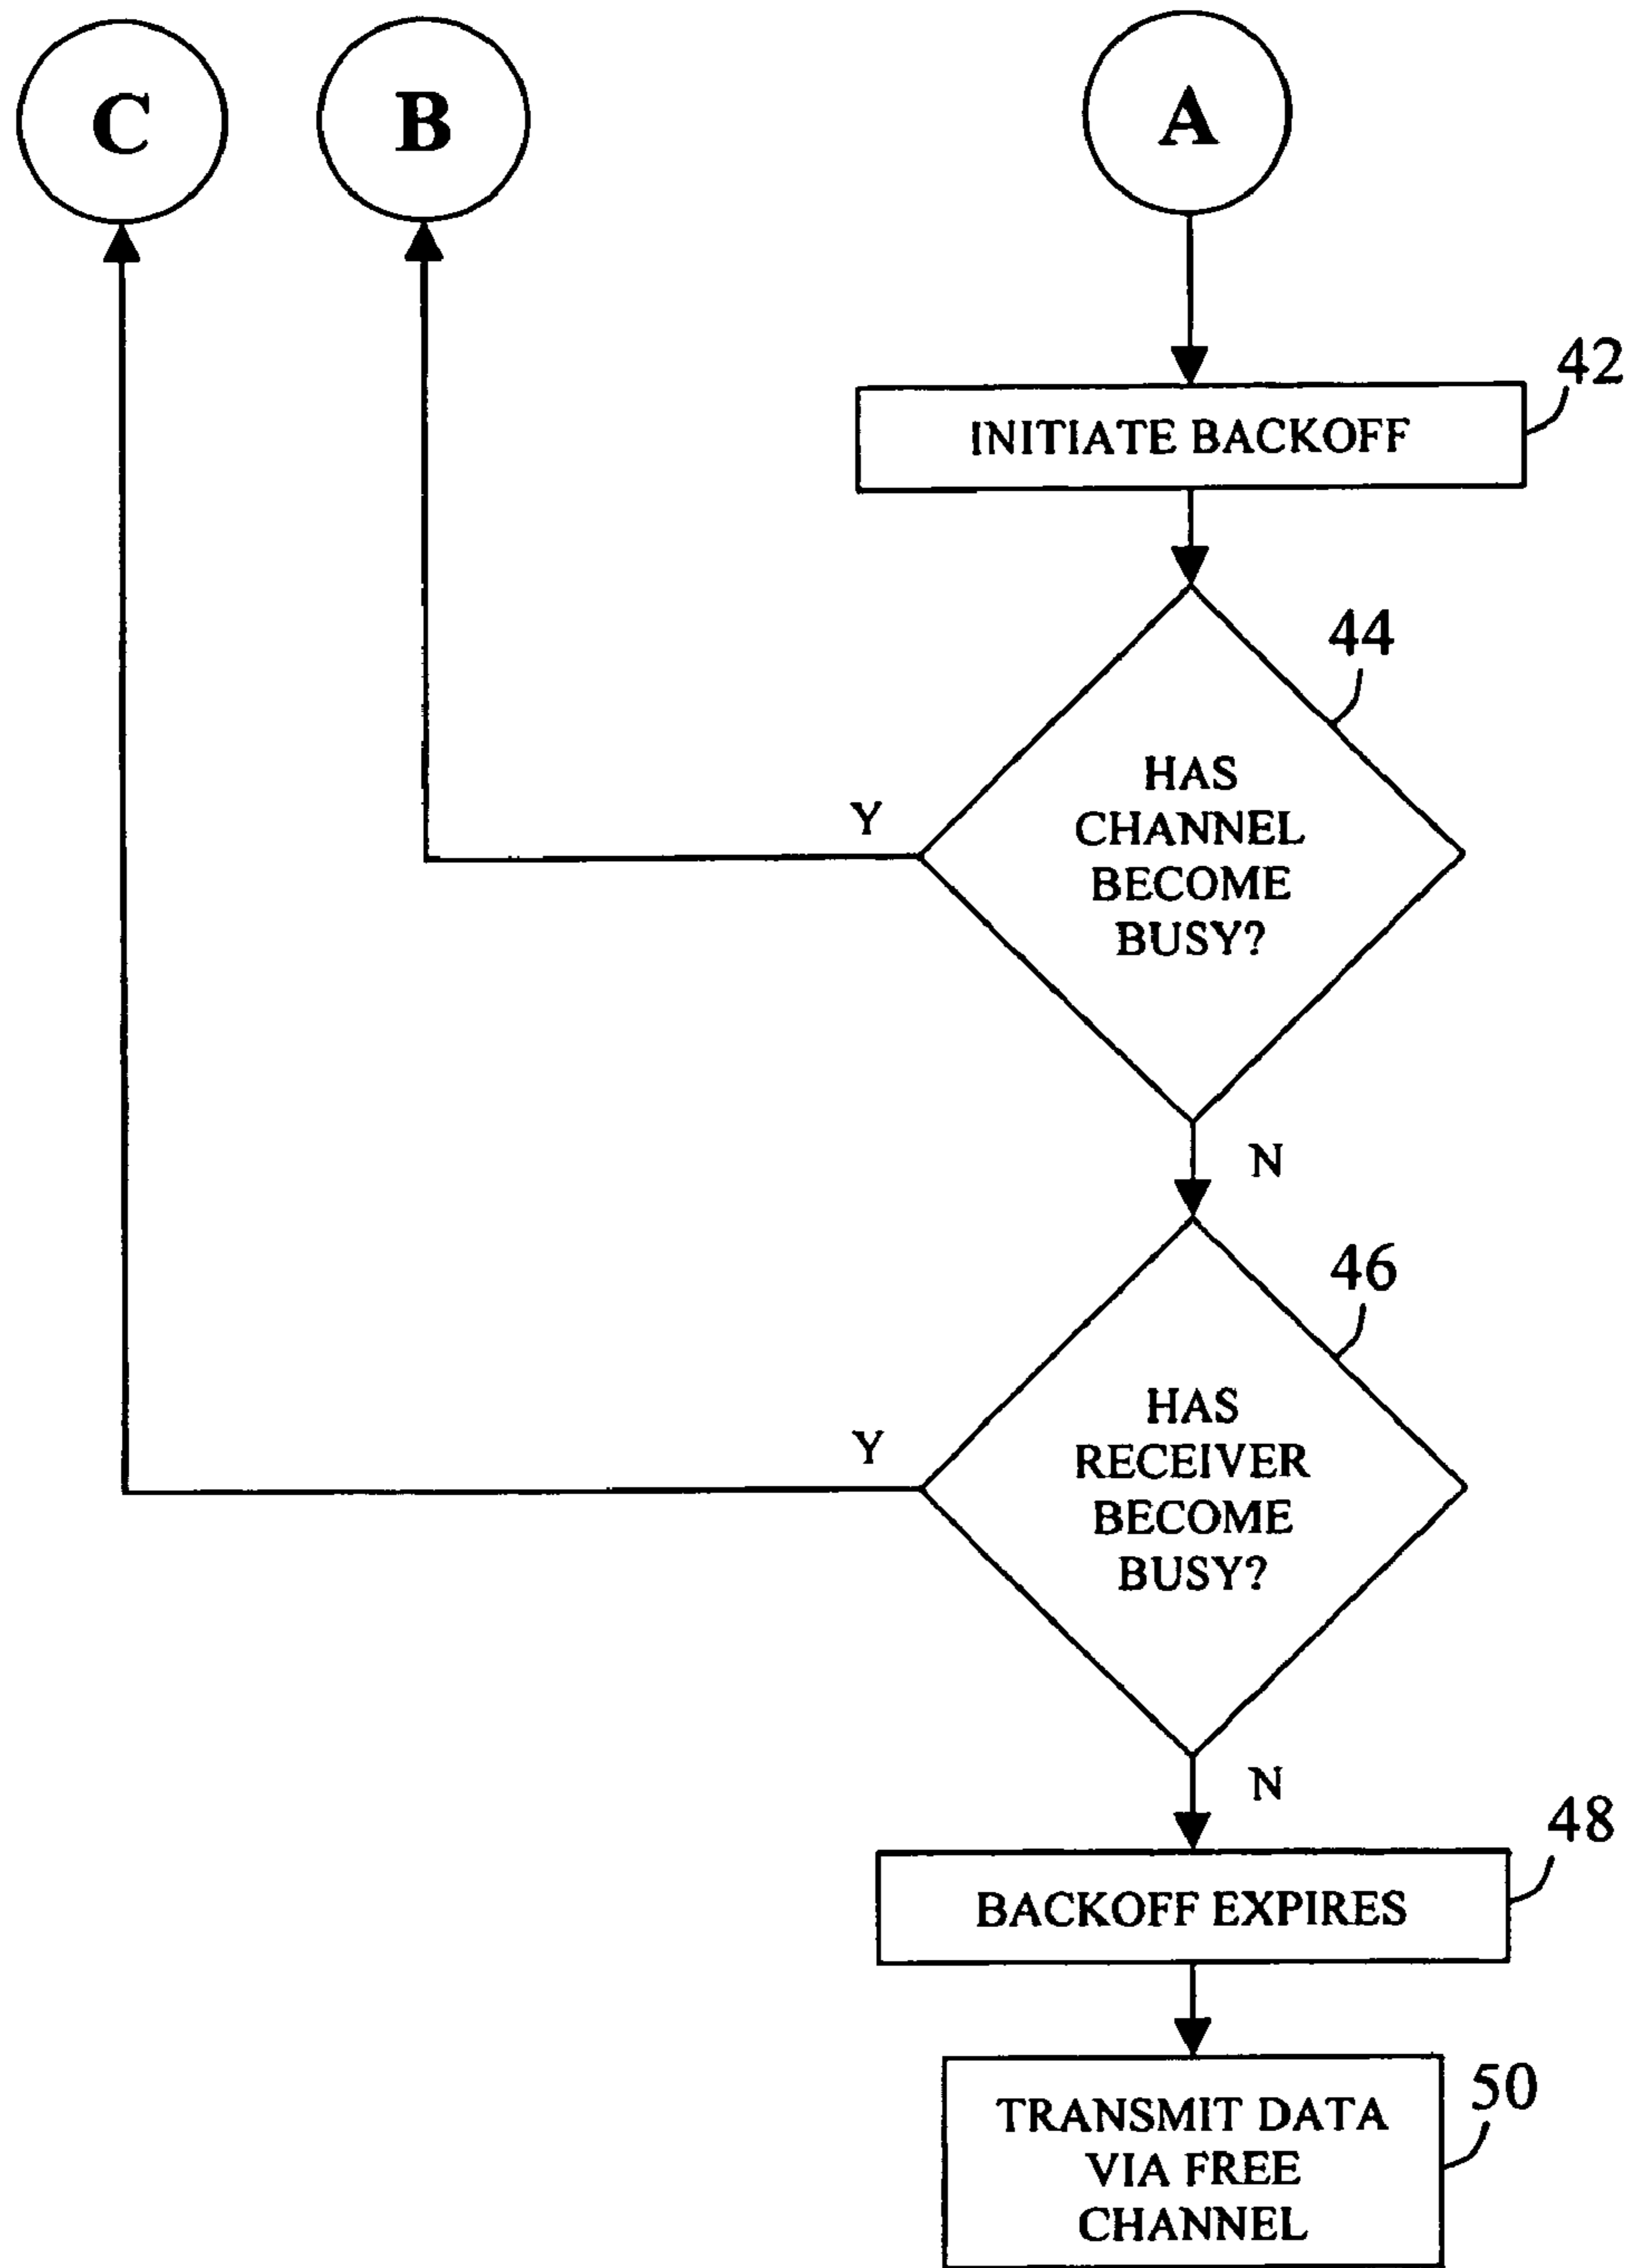 C
B
A
42
INITIATE BACKOFF
44
HAS
CHANNEL
BECOME
BUSY?
Y
N
46
HAS
RECEIVER
BECOME
BUSY?
Y
N
48
BACKOFF EXPIRES
50
TRANSMIT DATA
VIA FREE
CHANNEL